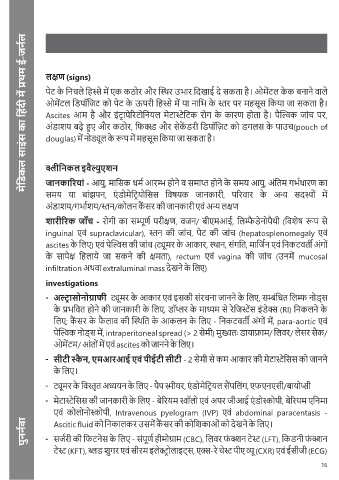 मेडिकल साइंस का हिंदी में प्रथम ई-जर्नल
लक्षण (signs)
पेट के निचले हिस्से में एक कठोर और स्थिर उभार दिखाई दे सकता है। ओमेंटल केक बनाने वाले
ओमेंटल डिपॉजिट को पेट के ऊपरी हिस्से में या नाभि के स्तर पर महसूस किया जा सकता है।
Ascites आम है और इंट्रापेरिटोनियल मेटास्टैटिक रोग के कारण होता है। पैल्विक जांच पर,
अंडाशय बढ़े हुए और कठोर, फिक्स्ड और सेकेंडरी डिपॉज़िट को डगलस के पाउच(pouch of
douglas) में नोड्यूल के रूप में महसूस किया जा सकता है।
क्लीनिकल इवैल्युएशन
जानकारियां - आयु, मासिक धर्म आरम्भ होने व समाप्त होने के समय आयु, अंतिम गर्भधारण का
समय या बांझपन, एंडोमेट्रियोसिस विषयक जानकारी, परिवार के अन्य सदस्यों में
अंडाशय/गर्भाशय/स्तन/कोलन कैंसर की जानकारी एवं अन्य लक्षण
शारीरिक जाँच - रोगी का सम्पूर्ण परीक्षण, वजन/ बीएमआई, लिम्फैडेनोपैथी (विशेष रूप से
inguinal एवं supraclavicular), स्तन की जांच, पेट की जांच (hepatosplenomegaly एवं
ascites के लिए) एवं पेल्विस की जांच (ट्यूमर के आकार, स्थान, संगति, मार्जिन एवं निकटवर्ती अंगों
के सापेक्ष हिलाये जा सकने की क्षमता), rectum एवं vagina की जांच (उनमें mucosal
infiltration अथवा extraluminal mass देखने के लिए)
investigations
- अल्ट्रासोनोग्राफी ट्यूमर के आकार एवं इसकी संरचना जानने के लिए, सम्बंधित लिम्फ नोड्स
के प्रभवित होने की जानकारी के लिए, डॉप्लर के माध्यम से रेजिस्टेंस इंडेक्स (RI) निकलने के
लिए; कैंसर के फैलाव की स्थिति के आकलन के लिए - निकटवर्ती अंगों में, para-aortic एवं
पेल्विक नोड्स में, intraperitoneal spread (> 2 सेमी) मुख्यतः डायाफ्राम/ लिवर/ लेसर सैक/
ओमेंटम/ आंतों में एवं ascites को जानने के लिए।
- सीटी स्कैन, एमआरआई एवं पीईटी सीटी - 2 सेमी से कम आकार की मेटास्टेसिस को जानने
के लिए।
- ट्यूमर के विस्तृत अध्ययन के लिए - पैप स्मीयर, एंडोमेट्रियल सैंपलिंग, एफएनएसी/बायोप्सी
- मेटास्टेसिस की जानकारी के लिए - बेरियम स्वॉलो एवं अपर जीआई एंडोस्कोपी, बेरियम एनिमा
एवं कोलोनोस्कोपी, Intravenous pyelogram (IVP) एवं abdominal paracentasis -
Ascitic fluid को निकालकर उसमें कैंसर की कोशिकाओं को देखने के लिए।
- सर्जरी की फिटनेस के लिए - संपूर्ण हीमोग्राम (CBC), लिवर फंक्शन टेस्ट (LFT), किडनी फंक्शन
टेस्ट (KFT), ब्लड शुगर एवं सीरम इलेक्ट्रोलाइट्स, एक्स-रे चेस्ट पीए व्यू (CXR) एवं ईसीजी (ECG)
पुनर्नवा
16